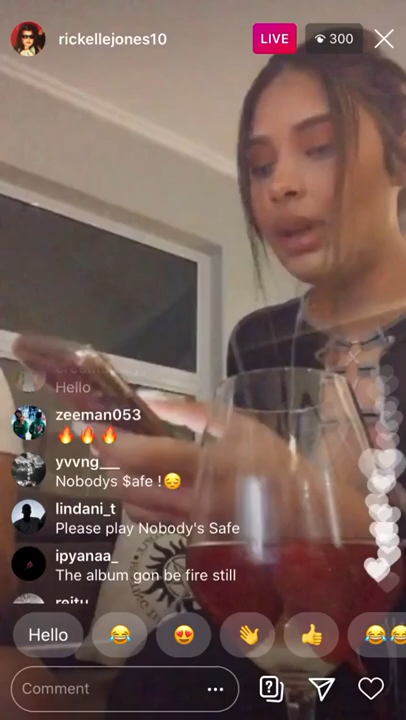 rickellejones10
LIVE
300
Hello
zeeman053
🔥🔥🔥
yvvng___
Nobodys $afe !😔
lindani_t
Please play Nobody's Safe
ipyanaa_
The album gon be fire still
Hello 😂 😍 👋 👍 😂😂
Comment